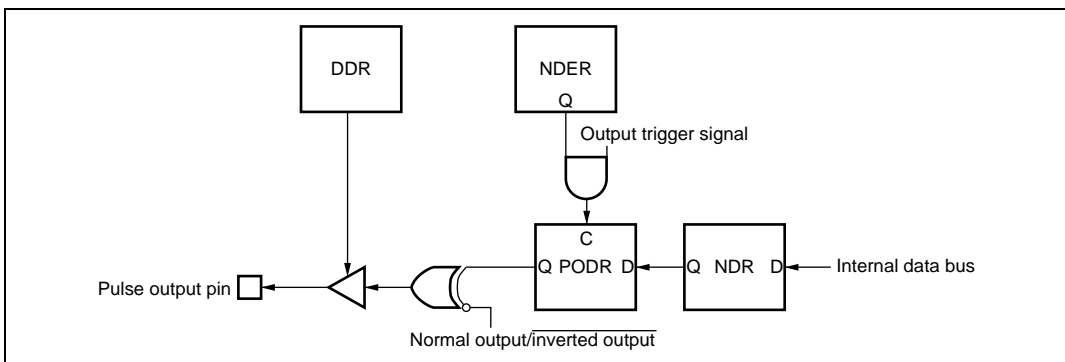 DDR
NDER
Q
Output trigger signal
C
Q PODR D
Q NDR D
Internal data bus
Pulse output pin
Normal output/inverted output